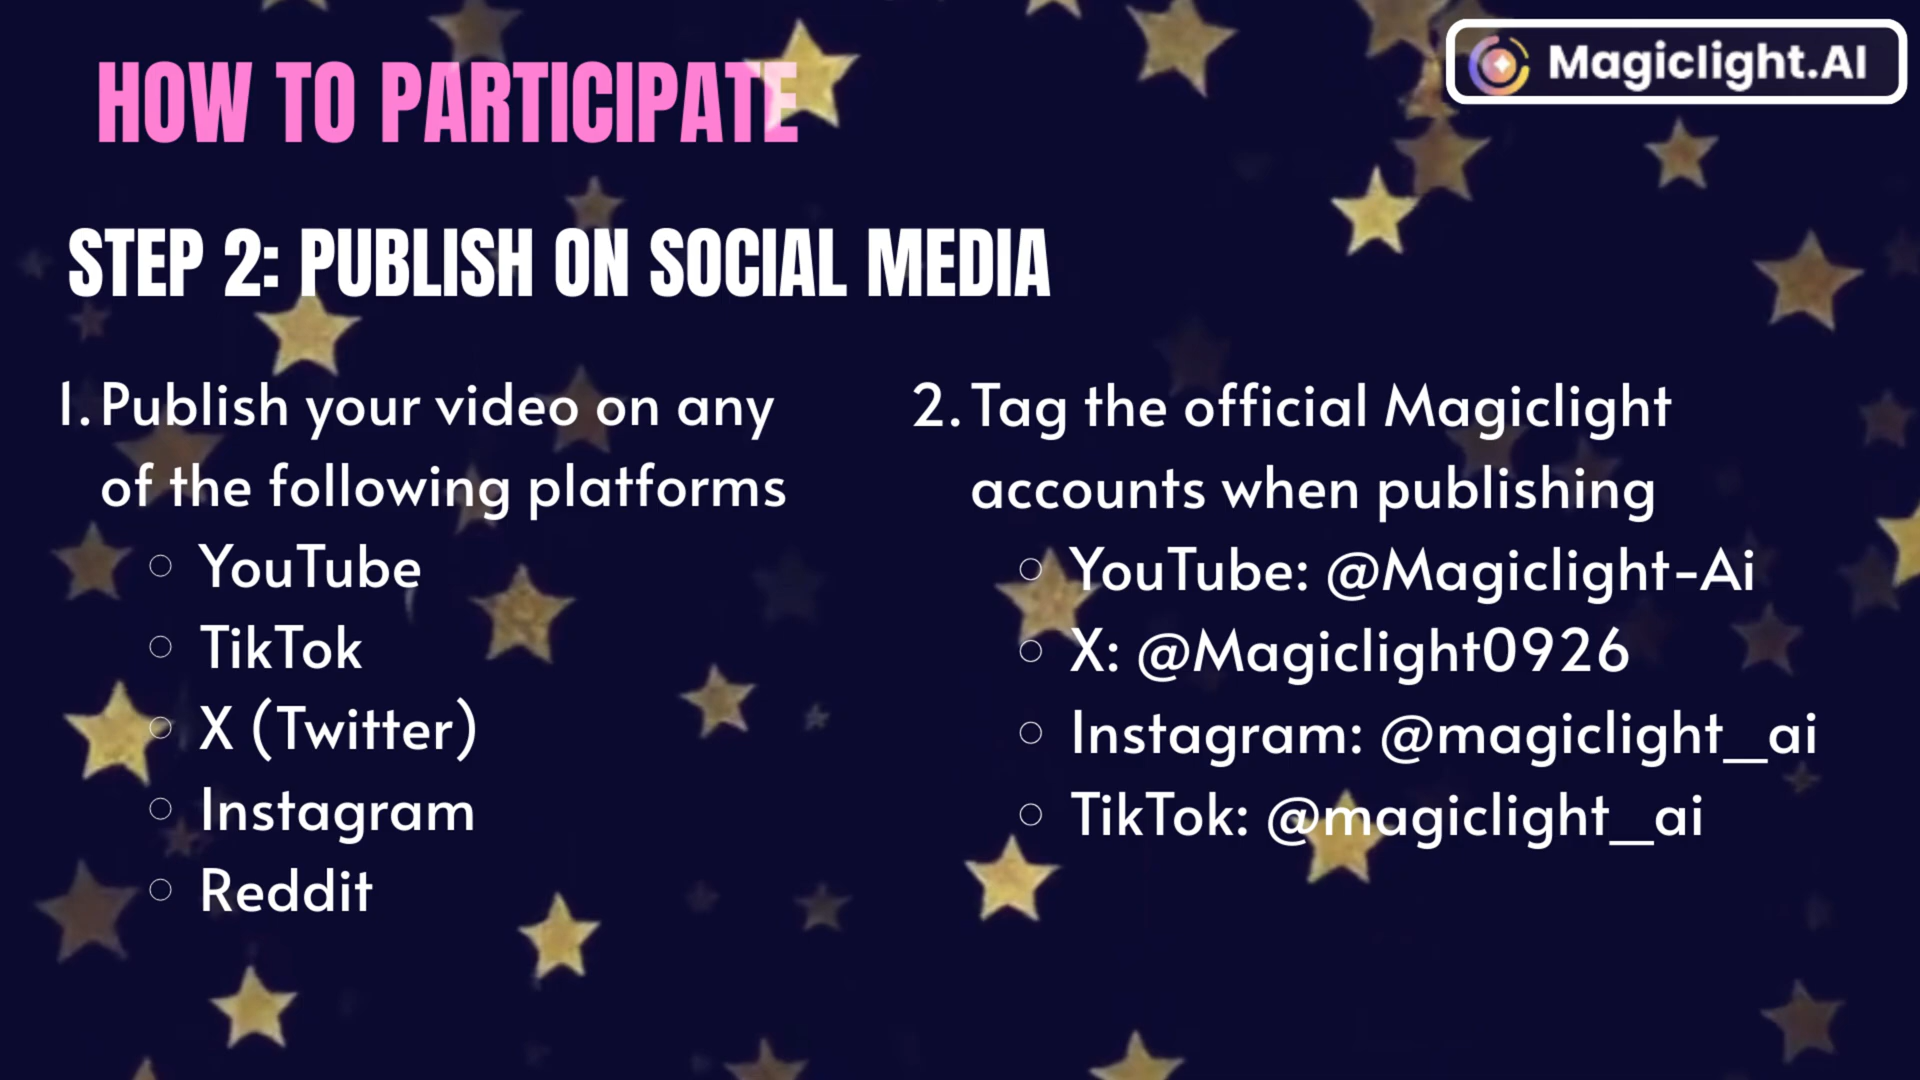 HOW TO PARTICIPATE
Magiclight.AI
STEP 2: PUBLISH ON SOCIAL MEDIA
1. Publish your video on any
of the following platforms
YouTube
TikTok
X (Twitter)
Instagram
Reddit
2. Tag the official Magiclight
accounts when publishing
YouTube: @Magiclight-Ai
X: @Magiclight0926
Instagram: @magiclight_ai
TikTok: @magiclight_ai